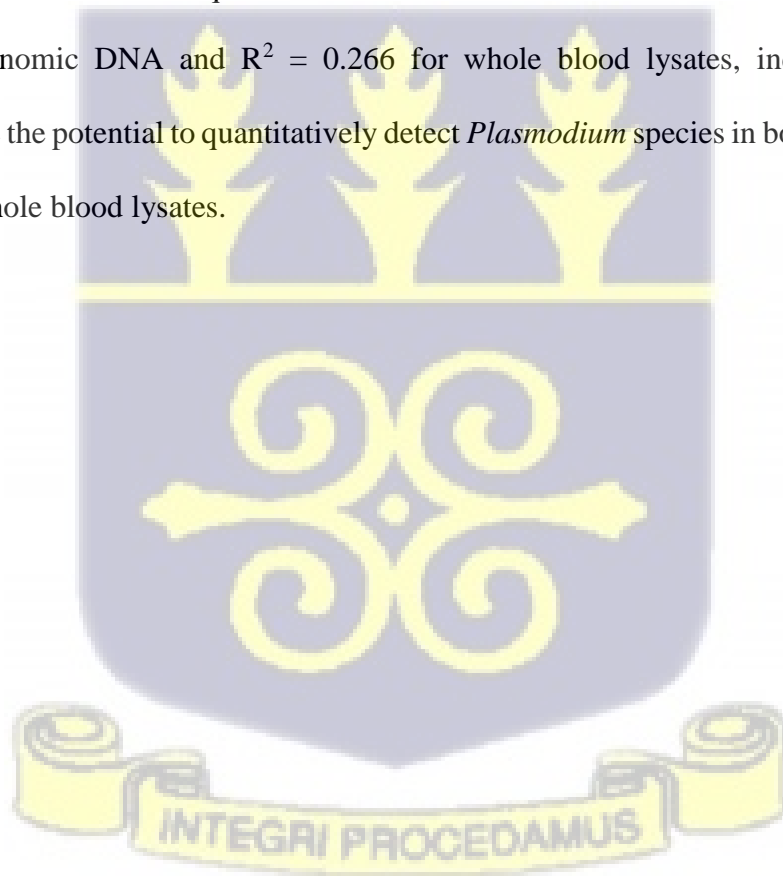 nomic DNA and R² = 0.266 for whole blood lysates, in
the potential to quantitatively detect Plasmodium species in bo
ole blood lysates.
INTEGRI PROCEDAMUS